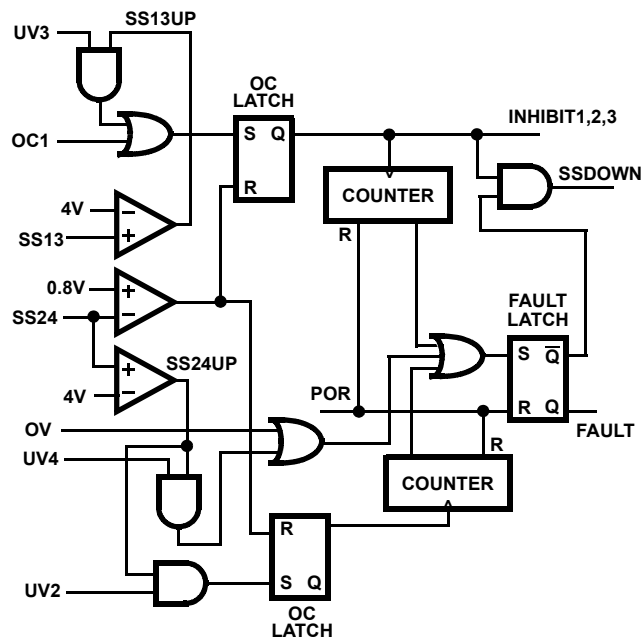 SS13UP
UV3
OC
LATCH
INHIBIT1,2,3
S Q
OC1
R
SSDOWN
COUNTER
4V
−
+
SS13
R
0.8V
+
−
SS24
FAULT
LATCH
SS24UP
+
−
4V
S Q
POR
R Q
OV
FAULT
R
UV4
COUNTER
R
S Q
UV2
OC
LATCH